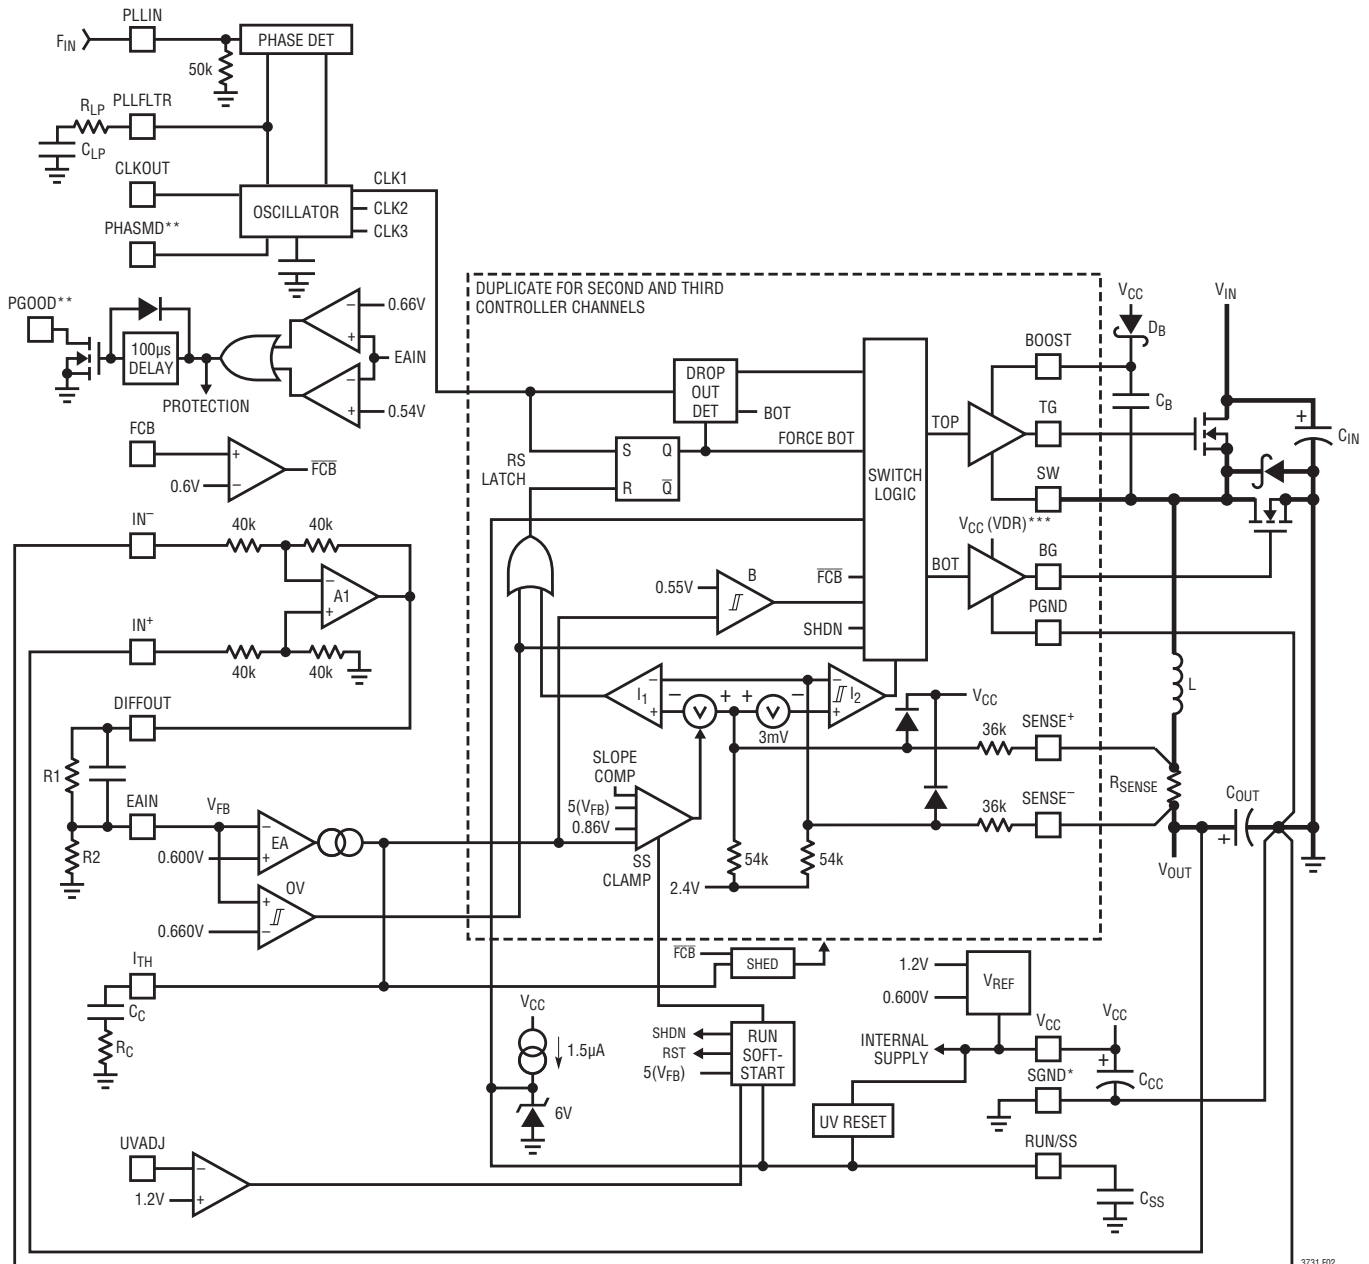 PLLIN
F_IN
PHASE DET
50k
R_LP
PLLFLTR
C_LP
CLKOUT
CLK1
OSCILLATOR
CLK2
PHASMD**
CLK3
DUPLICATE FOR SECOND AND THIRD
CONTROLLER CHANNELS
PGOOD**
100µs
DELAY
−
0.66V
+
EAIN
−
+
0.54V
PROTECTION
FCB
+
0.6V
−
F̅C̅B̅
DROP
OUT
DET
BOT
FORCE BOT
RS
LATCH
S
Q
R
Q̅
SWITCH
LOGIC
TOP
V_CC
D_B
BOOST
C_B
TG
SW
V_IN
+
C_IN
V_CC (VDR)***
BOT
BG
PGND
IN−
40k
40k
−
A1
+
IN+
40k
40k
0.55V
B
F̅C̅B̅
SHDN
−
I1
+
−
+
+
−
3mV
−
I2
+
V_CC
36k
SENSE+
36k
SENSE−
L
R_SENSE
C_OUT
+
V_OUT
DIFFOUT
R1
EAIN
R2
V_FB
−
EA
+
0.600V
OV
+
−
0.660V
SLOPE
COMP
5(V_FB)
0.86V
SS
CLAMP
54k
54k
2.4V
I_TH
C_C
R_C
F̅C̅B̅
SHED
V_CC
1.5µA
6V
SHDN
RST
5(V_FB)
RUN
SOFT-
START
1.2V
0.600V
V_REF
INTERNAL
SUPPLY
V_CC
V_CC
+
C_CC
SGND*
UV RESET
RUN/SS
C_SS
UVADJ
−
1.2V
+
3731 F02